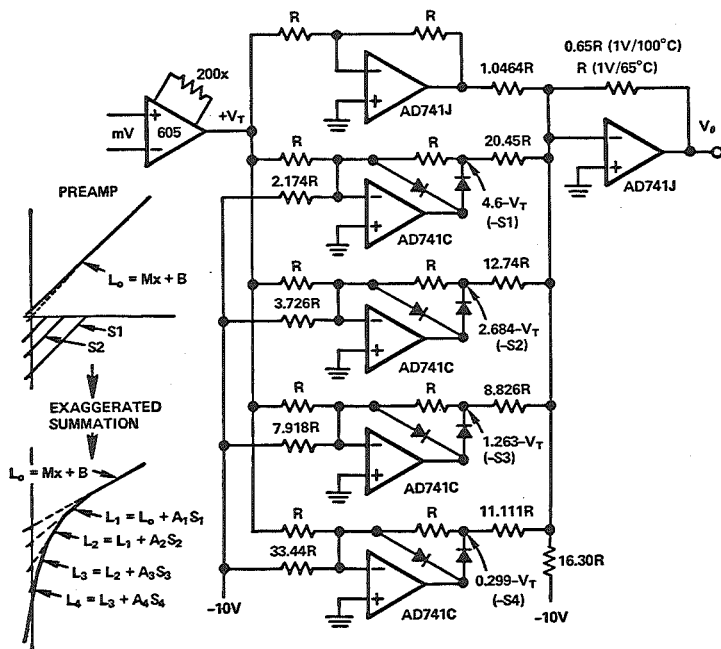 R
R
0.65R (1V/100°C)
R (1V/65°C)
200x
1.0464R
+V_T
mV
605
+
−
−
+
AD741J
V_0
−
+
AD741J
PREAMP
R
R
20.45R
2.174R
−
+
4.6-V_T
(-S1)
AD741C
L_o = Mx + B
S1
S2
R
R
12.74R
3.726R
−
+
2.684-V_T
(-S2)
AD741C
EXAGGERATED
SUMMATION
R
R
8.826R
7.918R
−
+
1.263-V_T
(-S3)
AD741C
L_o = Mx + B
L_1 = L_o + A_1S_1
L_2 = L_1 + A_2S_2
L_3 = L_2 + A_3S_3
L_4 = L_3 + A_4S_4
R
R
11.111R
33.44R
−
+
0.299-V_T
(-S4)
16.30R
-10V
AD741C
-10V